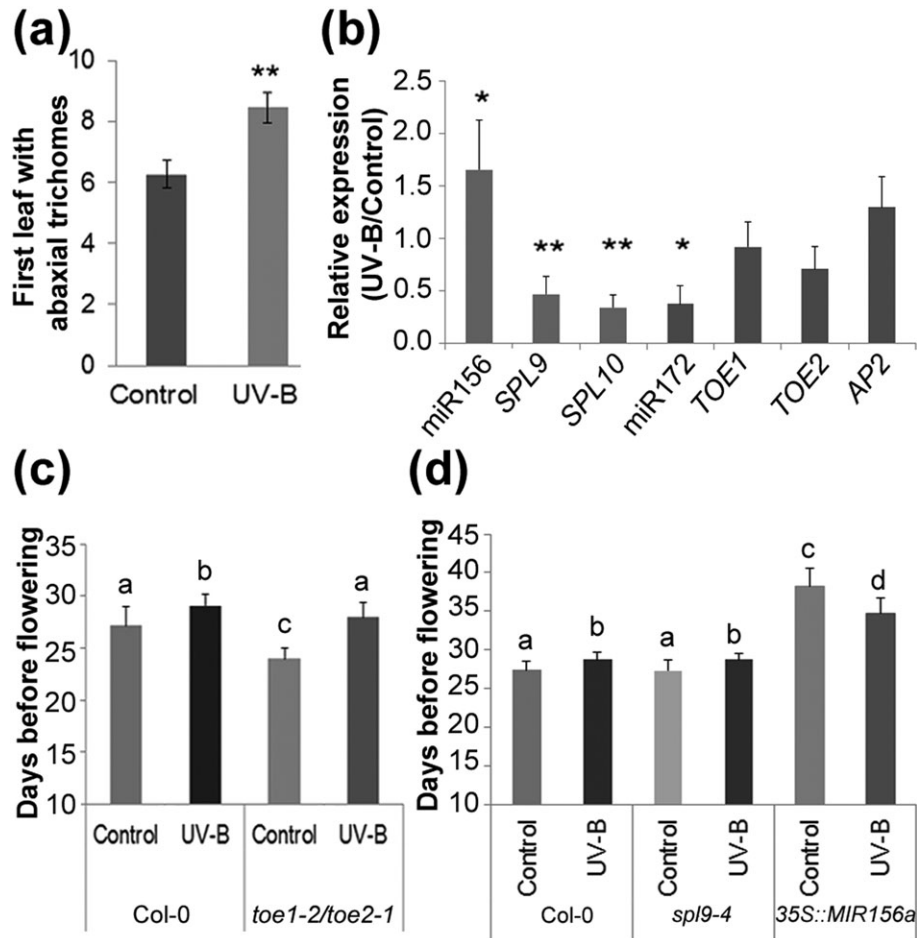 (a)
First leaf with
abaxial trichomes
10
8
6
4
2
0
**
Control UV-B
(b)
Relative expression
(UV-B/Control)
2.5
2.0
1.5
1.0
0.5
0.0
* ** ** *
miR156 SPL9 SPL10 miR172 TOE1 TOE2 AP2
(c)
Days before flowering
35
30
25
20
15
10
a b c a
Control UV-B Control UV-B
Col-0 toe1-2/toe2-1
(d)
Days before flowering
45
40
35
30
25
20
15
10
a b a b c d
Control UV-B Control UV-B Control UV-B
Col-0 spl9-4 35S::MIR156a